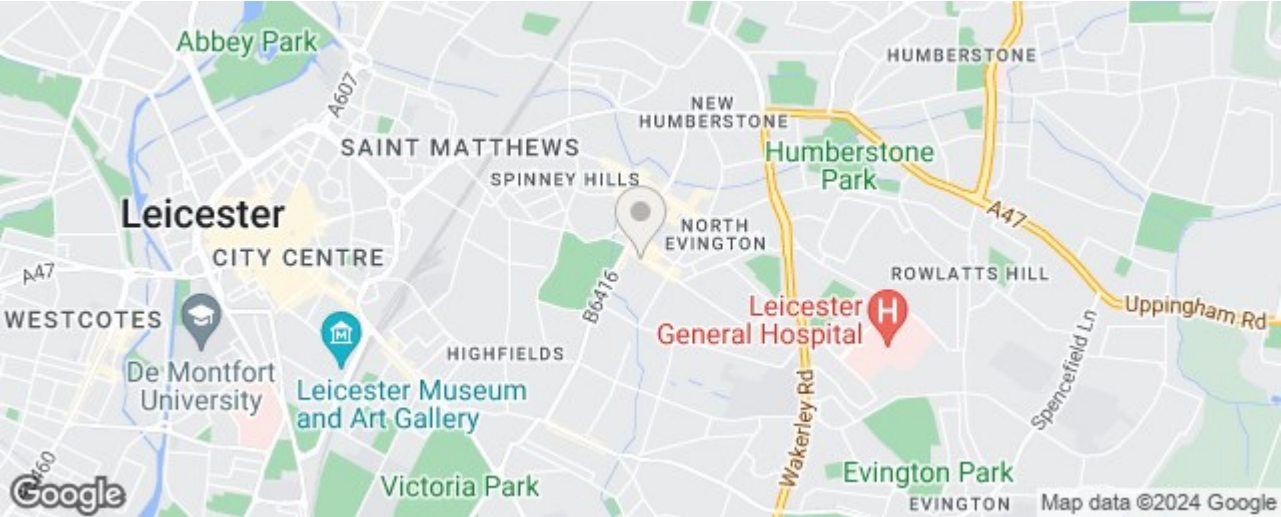 Abbey Park
HUMBERSTONE
A607
NEW
HUMBERSTONE
SAINT MATTHEWS
Humberstone
Park
SPINNEY HILLS
Leicester
A47
NORTH
EVINGTON
CITY CENTRE
A47
ROWLATTS HILL
B6416
WESTCOTES
Leicester
General Hospital
H
Uppingham Rd
M
HIGHFIELDS
De Montfort
University
Leicester Museum
and Art Gallery
Spencefield Ln
Wakerley Rd
A460
Victoria Park
Evington Park
EVINGTON
Google
Map data ©2024 Google